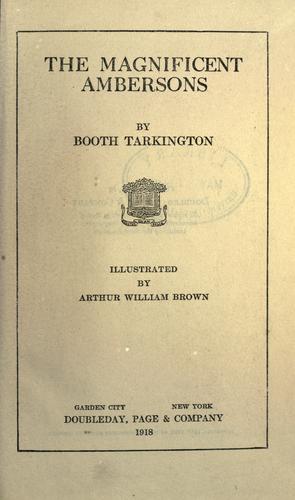 THE MAGNIFICENT
AMBERSONS
BY
BOOTH TARKINGTON
ILLUSTRATED
BY
ARTHUR WILLIAM BROWN
GARDEN CITY NEW YORK
DOUBLEDAY, PAGE & COMPANY
1918